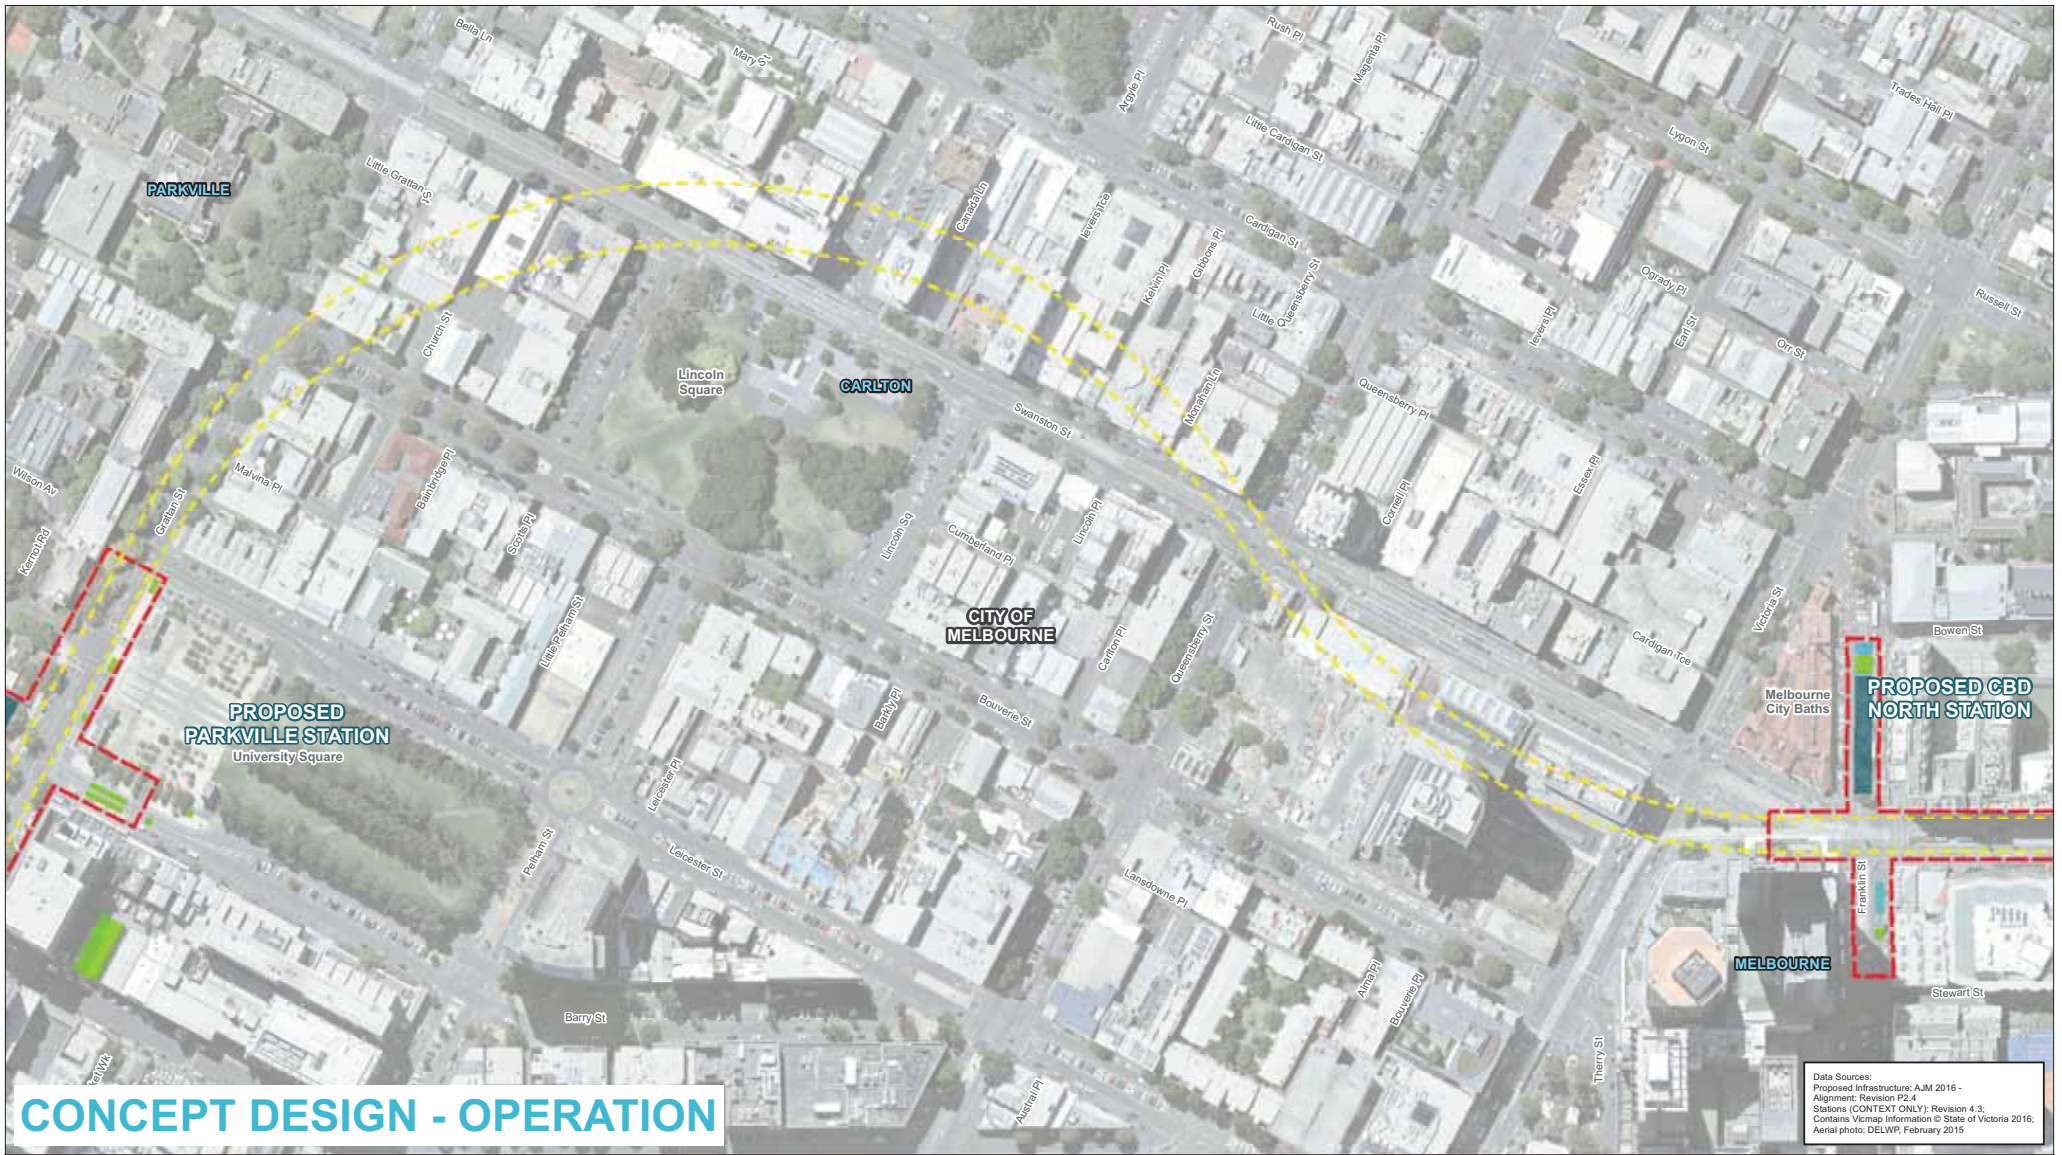 Bella Ln
Mary St
Rush Pl
Magenta Pl
Argyle Pl
Trades Hall Pl
Lygon St
Little Cardigan St
Little Grattan St
PARKVILLE
Canada Ln
Ievers Tce
Cardigan St
Gibbons Pl
Kelvin Pl
Little Queensberry St
Ogrady Pl
Russell St
Ievers Pl
Earl St
Orr St
Church St
Lincoln
Square
CARLTON
Monahan Ln
Queensberry Pl
Swanston St
Wilson Av
Malvina Pl
Bainbridge Pl
Grattan St
Scots Pl
Lincoln Sq
Lincoln Pl
Cumberland Pl
Cornell Pl
Essex Pl
Kernot Rd
Little Pelham St
CITY OF
MELBOURNE
Carlton Pl
Queensberry St
Victoria St
Cardigan Tce
Bowen St
Melbourne
City Baths
PROPOSED CBD
NORTH STATION
PROPOSED
PARKVILLE STATION
University Square
Barkly Pl
Bouverie St
Leicester Pl
Pelham St
Leicester St
Lansdowne Pl
Franklin St
MELBOURNE
Alma Pl
Bouverie Pl
Stewart St
Barry St
Therry St
Austral Pl
ket Wk
CONCEPT DESIGN - OPERATION
Data Sources:
Proposed Infrastructure: AJM 2016 -
Alignment: Revision P2.4
Stations (CONTEXT ONLY): Revision 4.3;
Contains Vicmap Information © State of Victoria 2016;
Aerial photo: DELWP, February 2015